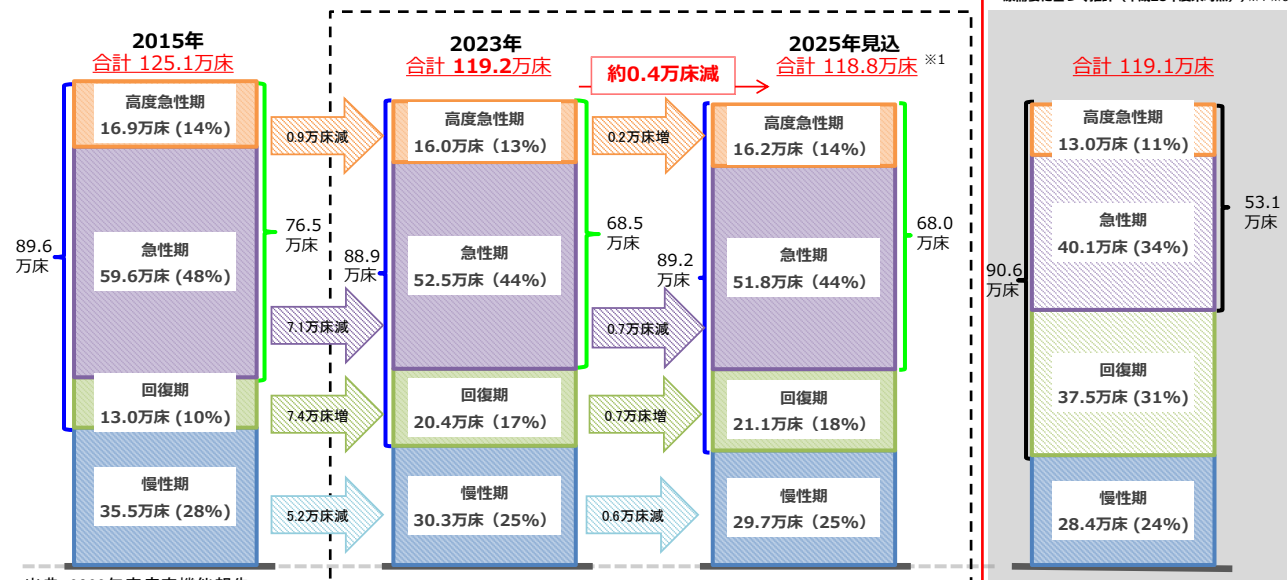 2015年
合計 125.1万床
高度急性期
16.9万床 (14%)
急性期
59.6万床 (48%)
回復期
13.0万床 (10%)
慢性期
35.5万床 (28%)
89.6
万床
76.5
万床
0.9万床減
7.1万床減
7.4万床増
5.2万床減
2023年
合計 119.2万床
高度急性期
16.0万床（13%）
急性期
52.5万床（44%）
回復期
20.4万床（17%）
慢性期
30.3万床（25%）
88.9
万床
68.5
万床
約0.4万床減
0.2万床増
0.7万床減
0.7万床増
0.6万床減
2025年見込
合計 118.8万床 ※1
高度急性期
16.2万床（14%）
急性期
51.8万床（44%）
回復期
21.1万床（18%）
慢性期
29.7万床（25%）
89.2
万床
68.0
万床
合計 119.1万床
高度急性期
13.0万床 (11%)
急性期
40.1万床 (34%)
回復期
37.5万床 (31%)
慢性期
28.4万床 (24%)
90.6
万床
53.1
万床